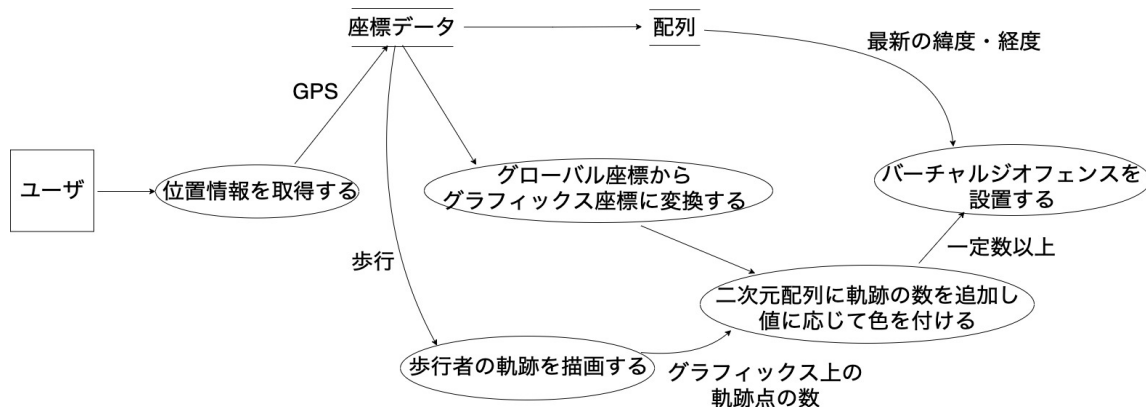 座標データ
配列
最新の緯度・経度
GPS
ユーザ
位置情報を取得する
グローバル座標から
グラフィックス座標に変換する
バーチャルジオフェンスを
設置する
歩行
一定数以上
二次元配列に軌跡の数を追加し
値に応じて色を付ける
歩行者の軌跡を描画する
グラフィックス上の
軌跡点の数